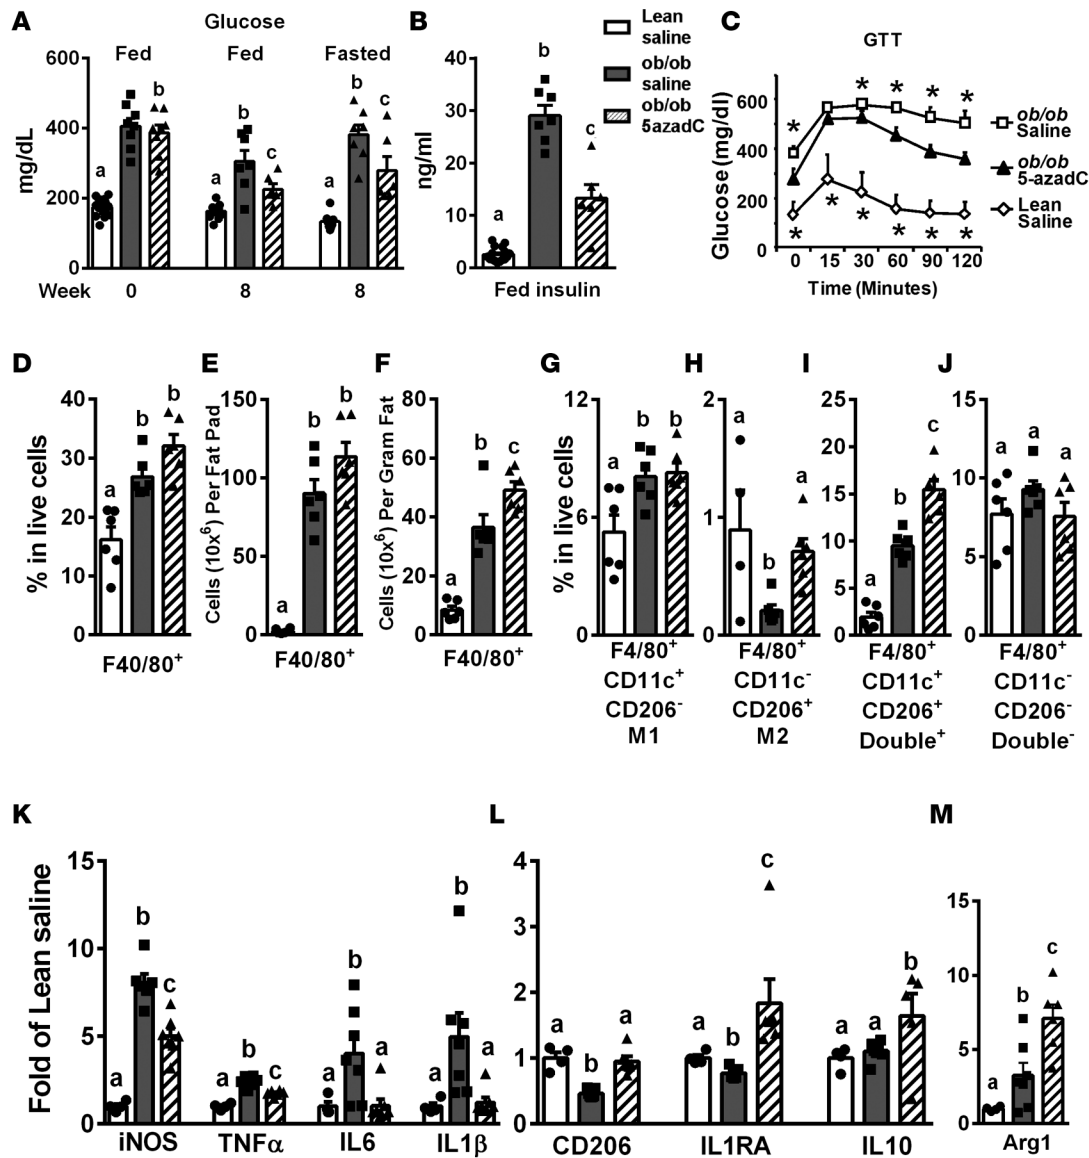 A
Glucose
Fed
Fed
Fasted
mg/dL
600
400
200
0
a
b
b
a
b
c
a
b
c
Week
0
8
8
B
ng/ml
40
30
20
10
0
a
b
c
Fed insulin
Lean
saline
ob/ob
saline
ob/ob
5azadC
C
GTT
Glucose (mg/dl)
600
400
200
0
* * * * *
* * * * * *
0 15 30 60 90 120
Time (Minutes)
ob/ob
Saline
ob/ob
5-azadC
Lean
Saline
D
% in live cells
40
30
20
10
0
a
b
b
F40/80+
E
Cells (10x⁶) Per Fat Pad
150
100
50
0
a
b
b
F40/80+
F
Cells (10x⁶) Per Gram Fat
80
60
40
20
0
a
b
c
F40/80+
G
% in live cells
12
6
0
a
b
b
F4/80+
CD11c+
CD206-
M1
H
2
1
0
a
b
a
F4/80+
CD11c-
CD206+
M2
I
25
20
15
10
5
0
a
b
c
F4/80+
CD11c+
CD206+
Double+
J
15
10
5
0
a
a
a
F4/80+
CD11c-
CD206-
Double-
K
Fold of Lean saline
15
10
5
0
a
b
c
a
b
c
a
b
a
a
b
a
iNOS
TNFα
IL6
IL1β
L
4
3
2
1
0
a
b
a
a
b
c
a
a
b
CD206
IL1RA
IL10
M
15
10
5
0
a
b
c
Arg1